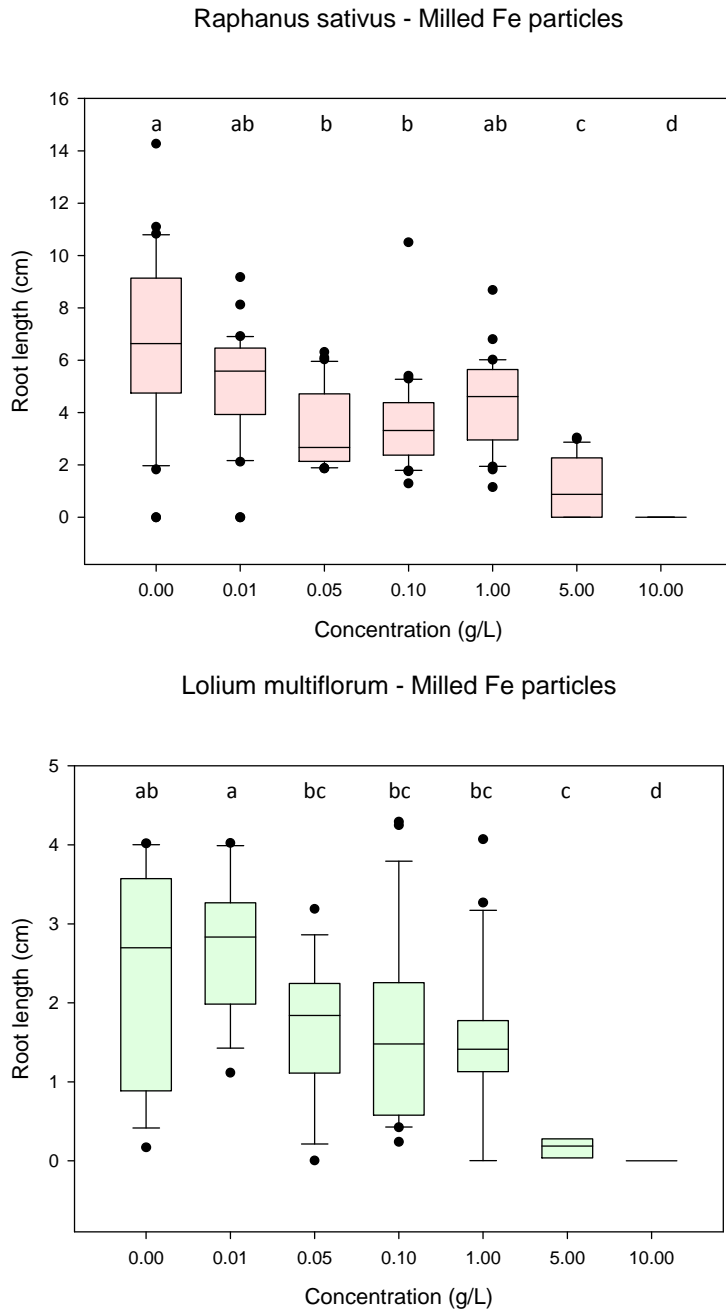 Raphanus sativus - Milled Fe particles
16
a ab b b ab c d
14
12
10
8
6
4
2
0
Root length (cm)
0.00 0.01 0.05 0.10 1.00 5.00 10.00
Concentration (g/L)
Lolium multiflorum - Milled Fe particles
5
ab a bc bc bc c d
4
3
2
1
0
Root length (cm)
0.00 0.01 0.05 0.10 1.00 5.00 10.00
Concentration (g/L)